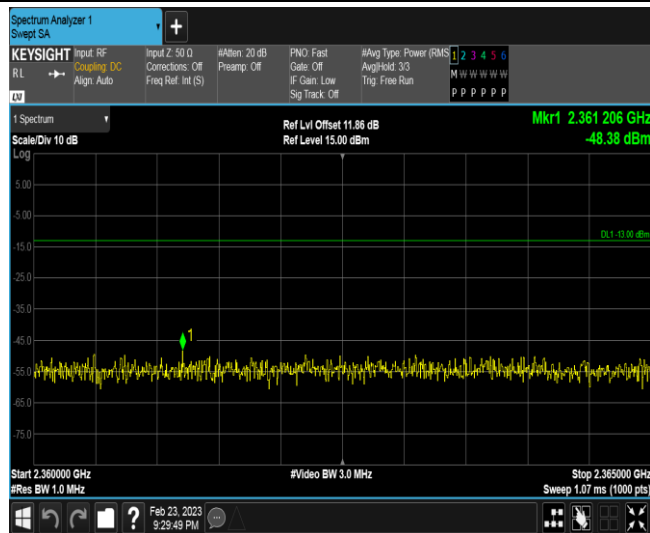 Spectrum Analyzer 1
Swept SA
+
KEYSIGHT
RL
LXI
Input: RF
Coupling: DC
Align: Auto
Input Z: 50 Ω
Corrections: Off
Freq Ref: Int (S)
#Atten: 20 dB
Preamp: Off
PNO: Fast
Gate: Off
IF Gain: Low
Sig Track: Off
#Avg Type: Power (RMS
Avg|Hold: 3/3
Trig: Free Run
1 2 3 4 5 6
M W W W W W
P P P P P P
1 Spectrum
Scale/Div 10 dB
Log
Ref Lvl Offset 11.86 dB
Ref Level 15.00 dBm
Mkr1 2.361 206 GHz
-48.38 dBm
5.00
-5.00
DL1 -13.00 dBm
-15.0
-25.0
-35.0
-45.0
1
-55.0
-65.0
-75.0
Start 2.360000 GHz
#Res BW 1.0 MHz
#Video BW 3.0 MHz
Stop 2.365000 GHz
Sweep 1.07 ms (1000 pts)
?
Feb 23, 2023
9:29:49 PM